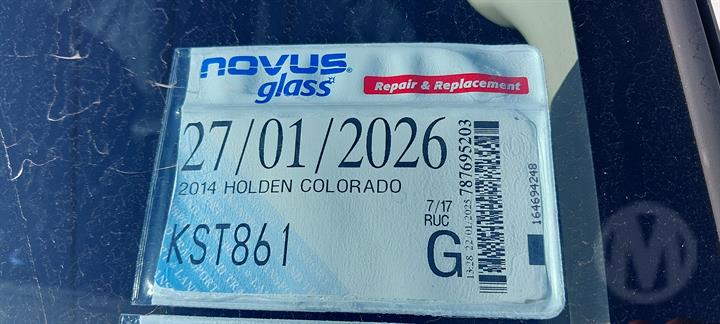 novus
glass
Repair & Replacement
27/01/2026
2014 HOLDEN COLORADO
KST861
7/17
RUC
G
13:28 22/01/2025
787695203
164694248
M